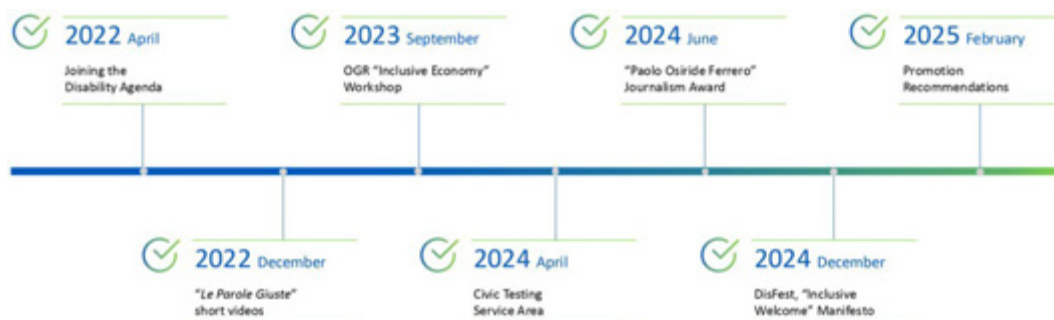 2022 April
Joining the
Disability Agenda
2022 December
"Le Parole Giuste"
short videos
2023 September
OGR "Inclusive Economy"
Workshop
2024 April
Civic Testing
Service Area
2024 June
"Paolo Osiride Ferrero"
Journalism Award
2024 December
DisFest, "Inclusive
Welcome" Manifesto
2025 February
Promotion
Recommendations